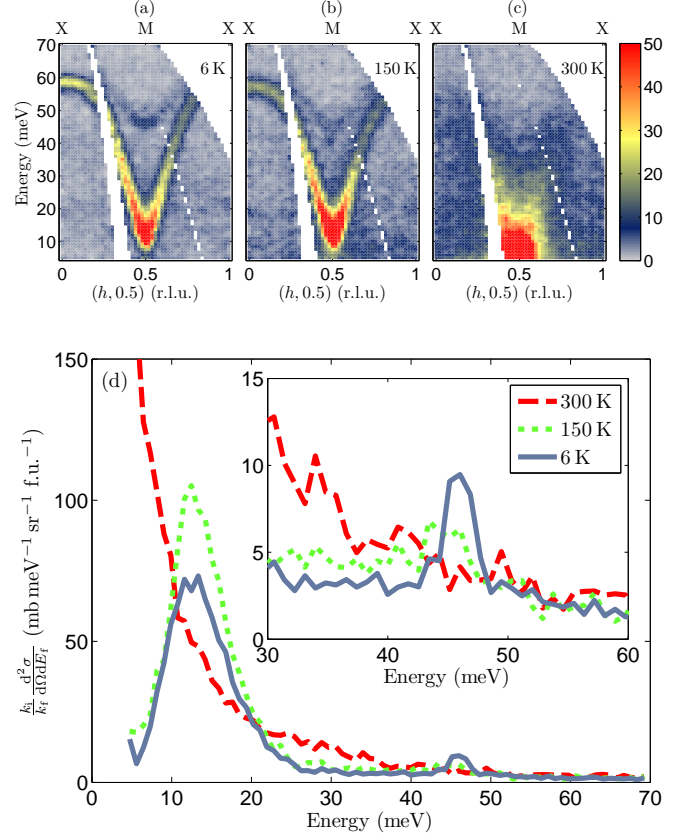 (a) (b) (c)
X M X M X M X
70
60
50
40
30
20
10
Energy (meV)
6 K
150 K
300 K
50
40
30
20
10
0
0 0.5 1 0 0.5 1 0 0.5 1
(h, 0.5) (r.l.u.) (h, 0.5) (r.l.u.) (h, 0.5) (r.l.u.)
(d)
150
100
50
0
k_i/k_f d²σ/dΩdE_f (mb meV⁻¹ sr⁻¹ f.u.⁻¹)
15
10
5
0
30 40 50 60
Energy (meV)
300 K
150 K
6 K
0 10 20 30 40 50 60 70
Energy (meV)